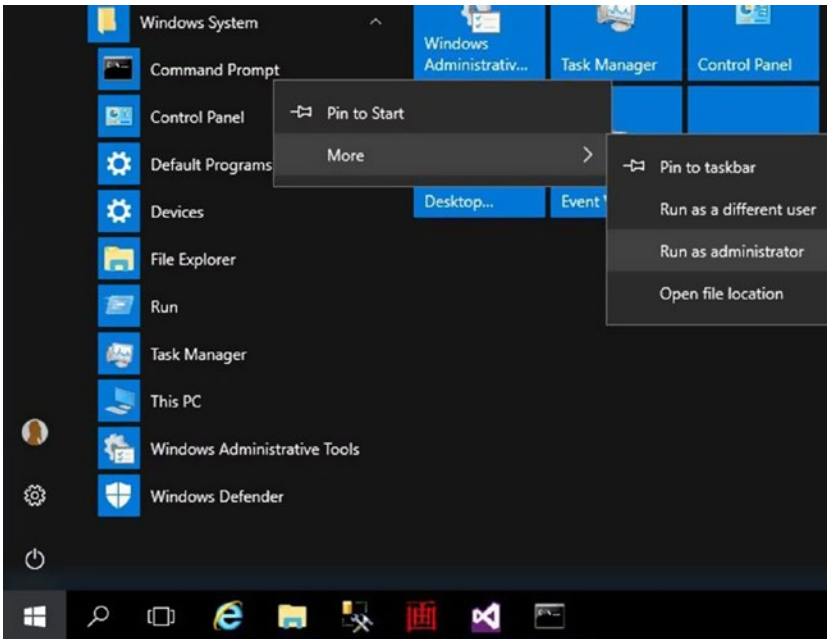 Windows System
Command Prompt
Control Panel
Default Programs
Devices
File Explorer
Run
Task Manager
This PC
Windows Administrative Tools
Windows Defender
Pin to Start
More
Windows
Administrativ...
Task Manager
Control Panel
Desktop...
Event
Pin to taskbar
Run as a different user
Run as administrator
Open file location
画